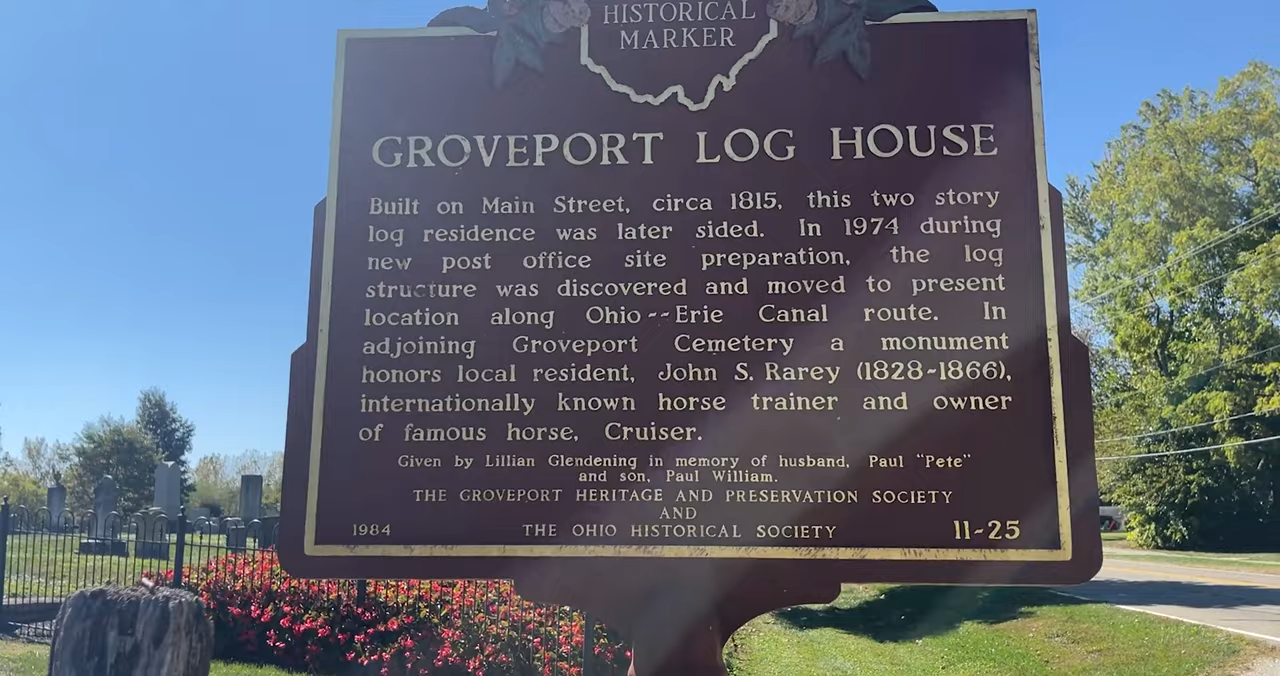 HISTORICAL
MARKER
GROVEPORT LOG HOUSE
Built on Main Street, circa 1815, this two story
log residence was later sided. In 1974 during
new post office site preparation, the log
structure was discovered and moved to present
location along Ohio--Erie Canal route. In
adjoining Groveport Cemetery a monument
honors local resident, John S. Rarey (1828-1866),
internationally known horse trainer and owner
of famous horse, Cruiser.
Given by Lillian Glendening in memory of husband, Paul "Pete"
and son, Paul William.
THE GROVEPORT HERITAGE AND PRESERVATION SOCIETY
AND
1984 THE OHIO HISTORICAL SOCIETY 11-25